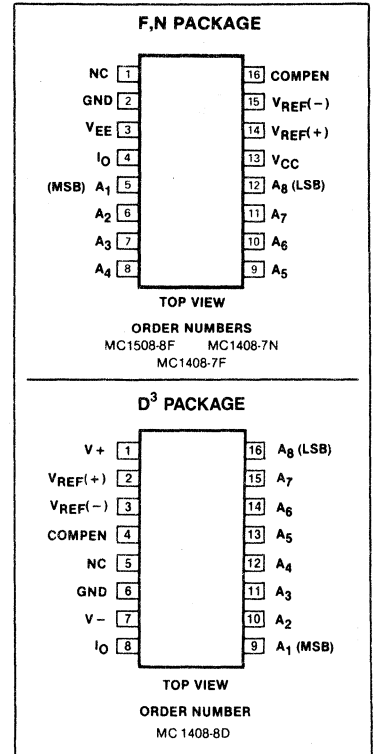 F,N PACKAGE
NC 1 16 COMPEN
GND 2 15 VREF(−)
VEE 3 14 VREF(+)
IO 4 13 VCC
(MSB) A1 5 12 A8 (LSB)
A2 6 11 A7
A3 7 10 A6
A4 8 9 A5
TOP VIEW
ORDER NUMBERS
MC1508-8F MC1408-7N
MC1408-7F
D3 PACKAGE
V+ 1 16 A8 (LSB)
VREF(+) 2 15 A7
VREF(−) 3 14 A6
COMPEN 4 13 A5
NC 5 12 A4
GND 6 11 A3
V− 7 10 A2
IO 8 9 A1 (MSB)
TOP VIEW
ORDER NUMBER
MC 1408-8D